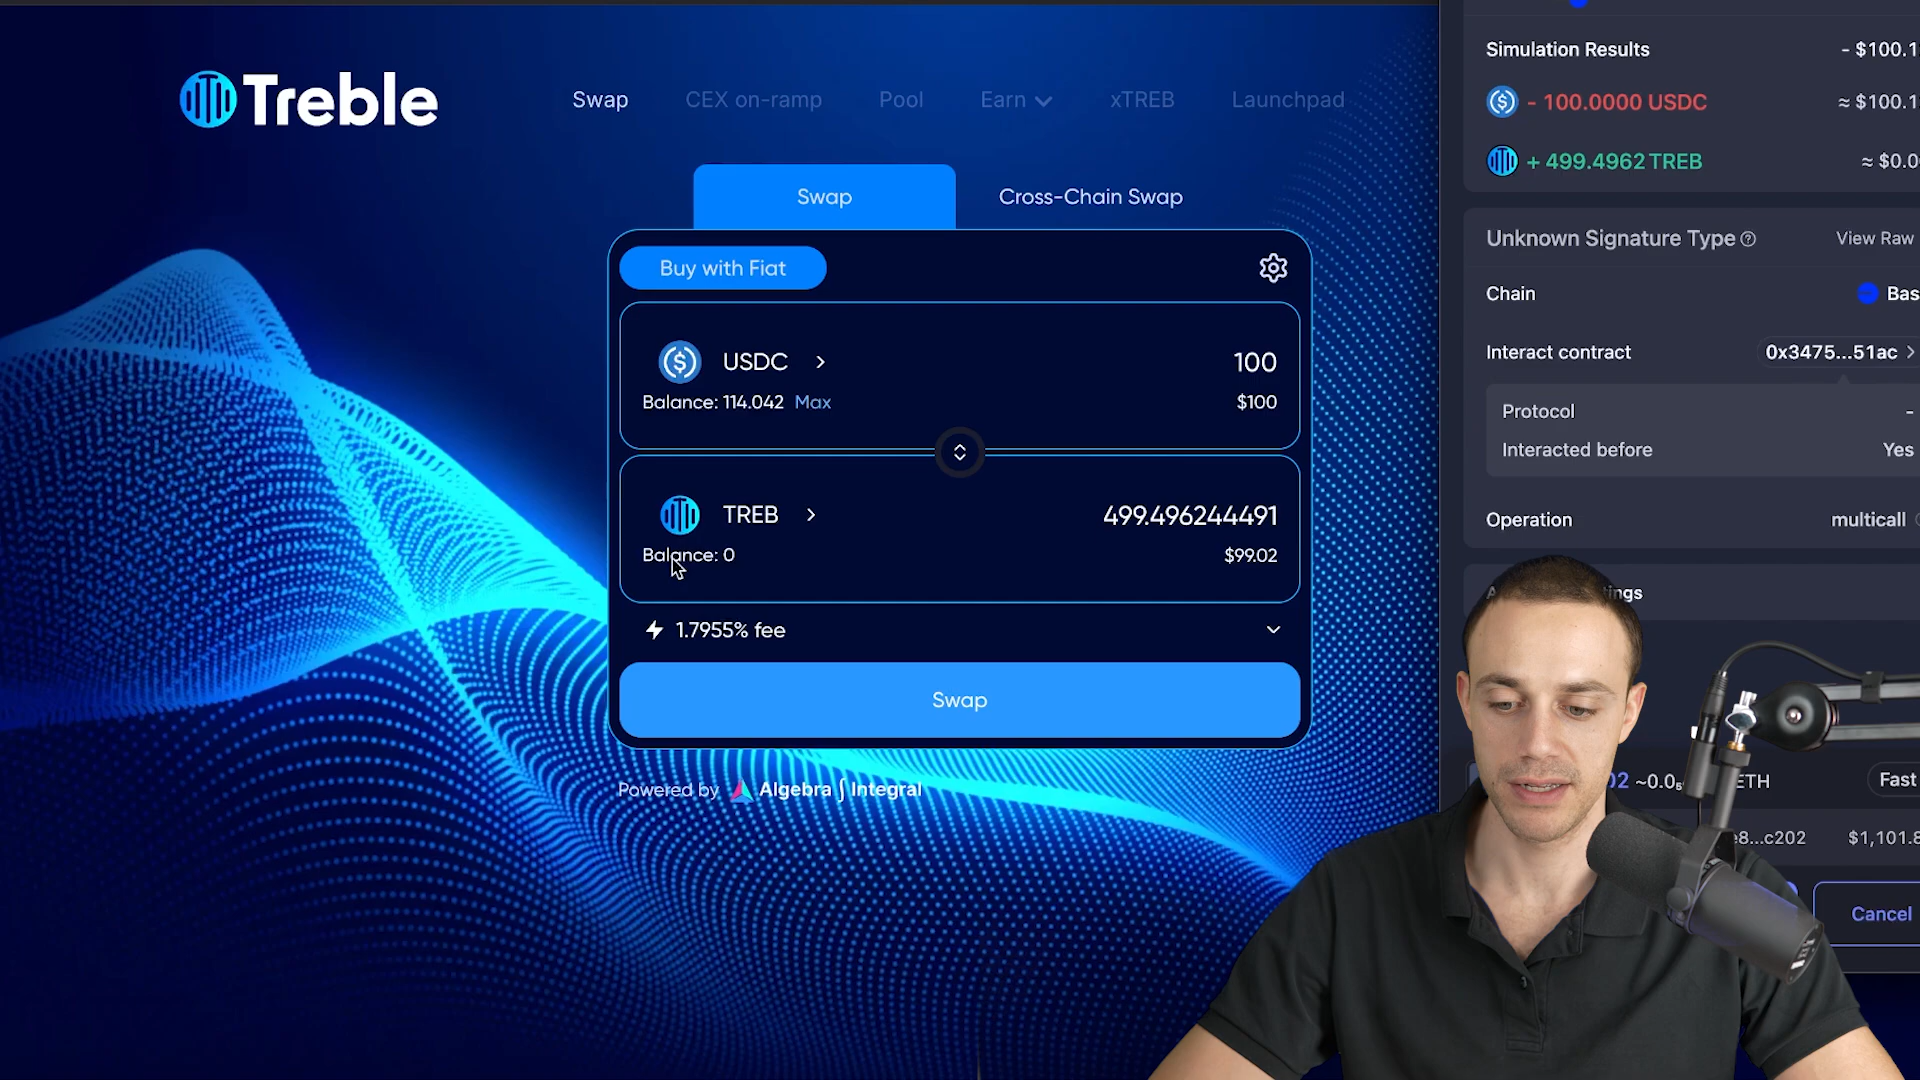 Treble
Swap
CEX on-ramp
Pool
Earn
xTREB
Launchpad
Swap
Cross-Chain Swap
Buy with Fiat
USDC
100
Balance: 114.042 Max
$100
TREB
499.496244491
Balance: 0
$99.02
1.7955% fee
Swap
Powered by Algebra Integral
Simulation Results
- $100.1
- 100.0000 USDC
≈ $100.1
+ 499.4962 TREB
≈ $0.0
Unknown Signature Type
View Raw
Chain
Bas
Interact contract
0x3475...51ac
Protocol
-
Interacted before
Yes
Operation
multicall
ETH
Fast
8...c202
$1,101.8
Cancel